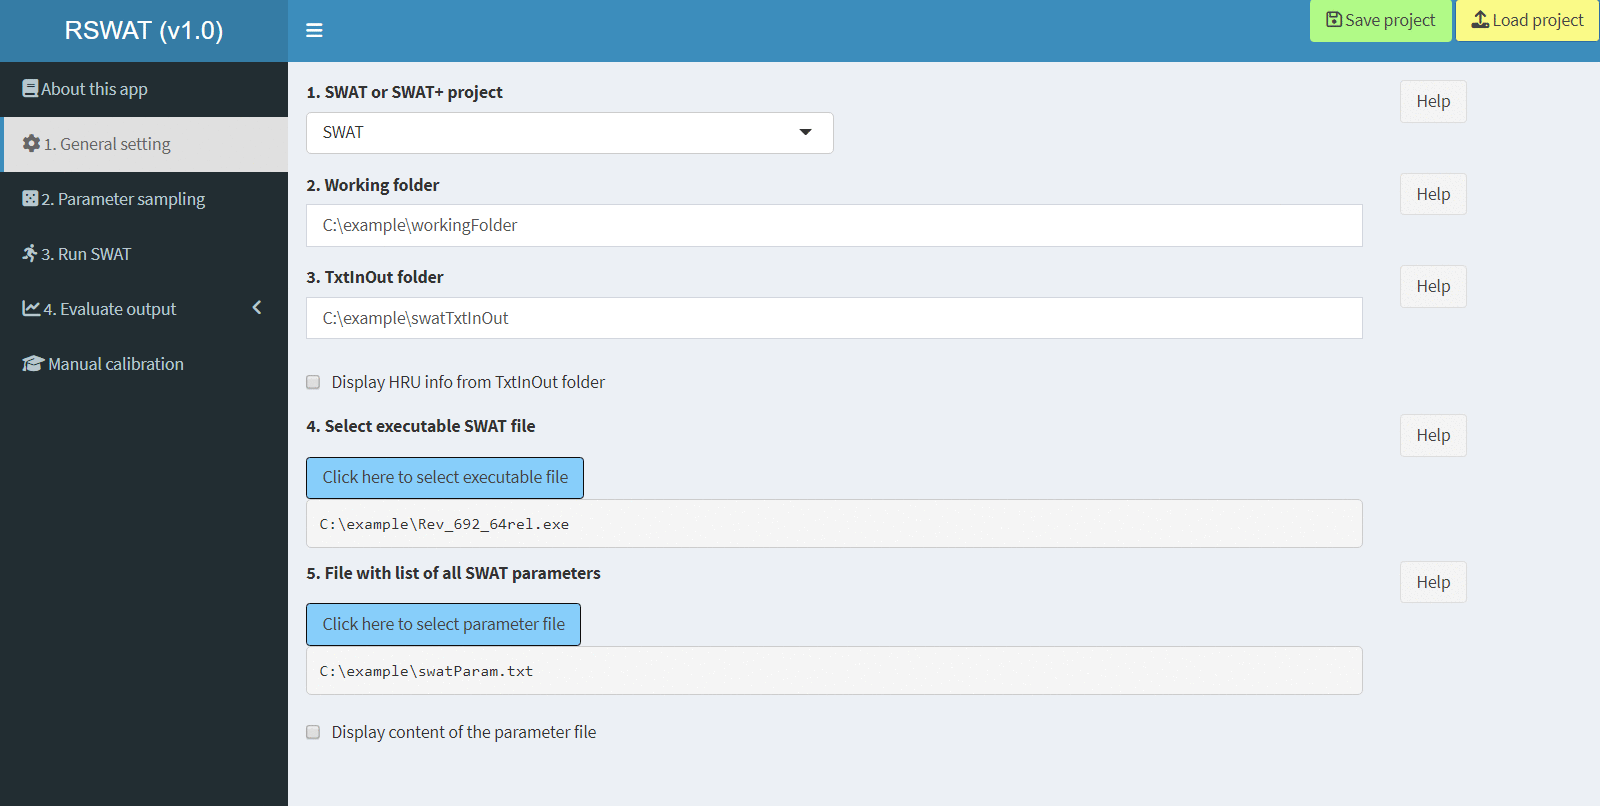 RSWAT (v1.0)
Save project
Load project
About this app
1. General setting
2. Parameter sampling
3. Run SWAT
4. Evaluate output
Manual calibration
1. SWAT or SWAT+ project
Help
SWAT
2. Working folder
Help
C:\example\workingFolder
3. TxtInOut folder
Help
C:\example\swatTxtInOut
Display HRU info from TxtInOut folder
4. Select executable SWAT file
Help
Click here to select executable file
C:\example\Rev_692_64rel.exe
5. File with list of all SWAT parameters
Help
Click here to select parameter file
C:\example\swatParam.txt
Display content of the parameter file